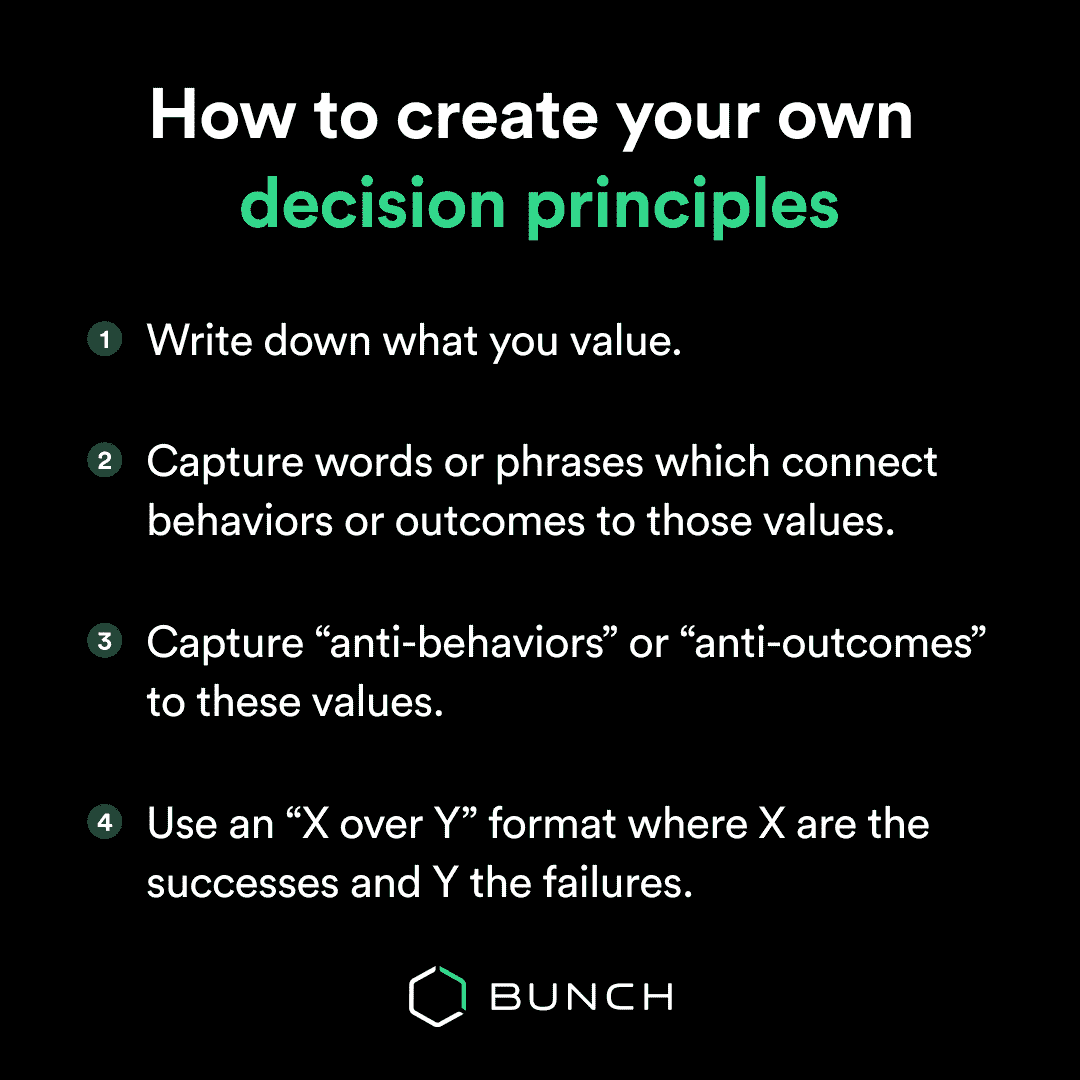 How to create your own
decision principles
1 Write down what you value.
2 Capture words or phrases which connect
behaviors or outcomes to those values.
3 Capture “anti-behaviors” or “anti-outcomes”
to these values.
4 Use an “X over Y” format where X are the
successes and Y the failures.
BUNCH